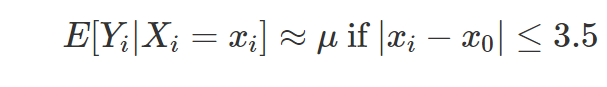 E[Y_i|X_i = x_i] ≈ μ if |x_i − x_0| ≤ 3.5